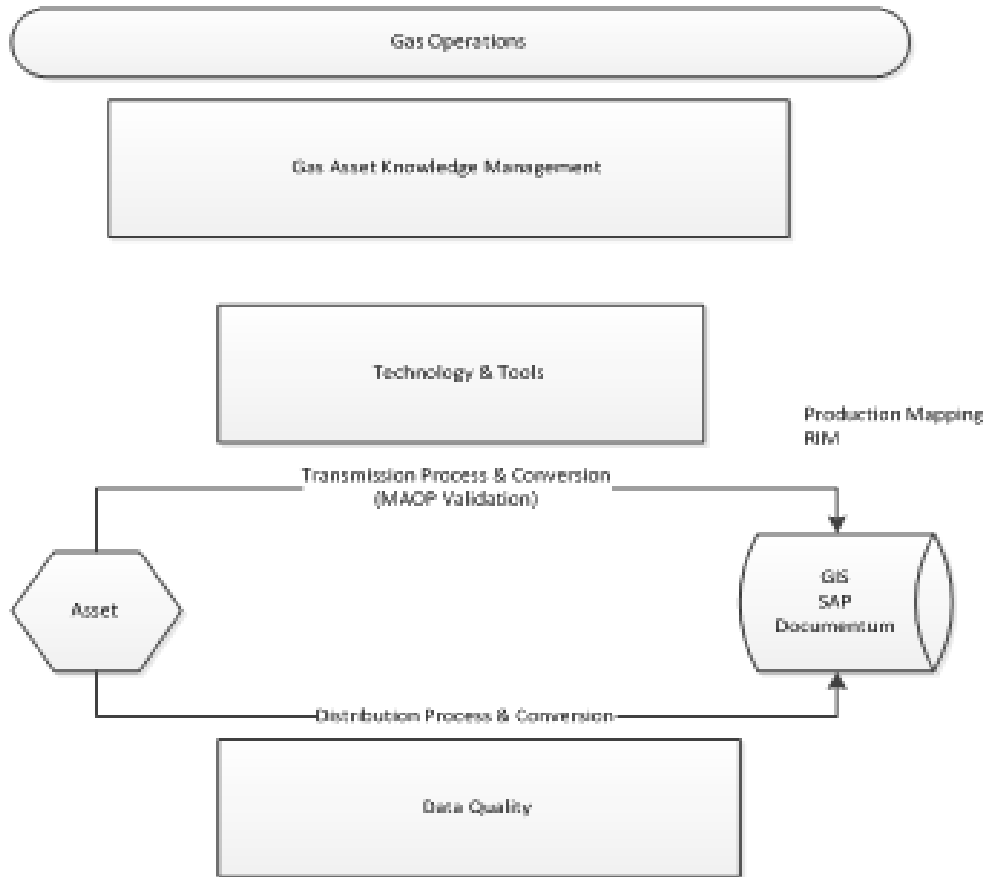 Gas Operations
Gas Asset Knowledge Management
Technology & Tools
Production Mapping
RIM
Transmission Process & Conversion
(MAOP Validation)
Asset
GIS
SAP
Documentum
Distribution Process & Conversion
Data Quality